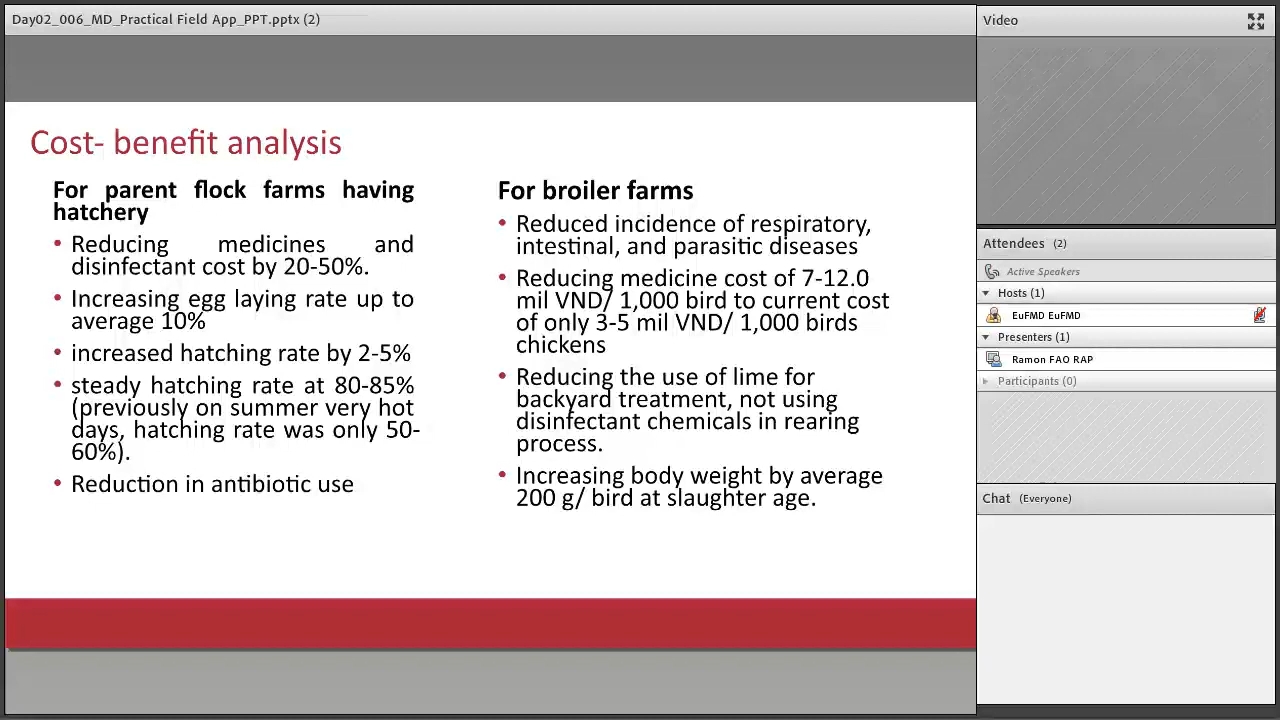 Day02_006_MD_Practical Field App_PPT.pptx (2)
Cost- benefit analysis
For parent flock farms having
hatchery
• Reducing medicines and
disinfectant cost by 20-50%.
• Increasing egg laying rate up to
average 10%
• increased hatching rate by 2-5%
• steady hatching rate at 80-85%
(previously on summer very hot
days, hatching rate was only 50-
60%).
• Reduction in antibiotic use
For broiler farms
• Reduced incidence of respiratory,
intestinal, and parasitic diseases
• Reducing medicine cost of 7-12.0
mil VND/ 1,000 bird to current cost
of only 3-5 mil VND/ 1,000 birds
chickens
• Reducing the use of lime for
backyard treatment, not using
disinfectant chemicals in rearing
process.
• Increasing body weight by average
200 g/ bird at slaughter age.
Video
Attendees (2)
Active Speakers
Hosts (1)
EuFMD EuFMD
Presenters (1)
Ramon FAO RAP
Participants (0)
Chat (Everyone)